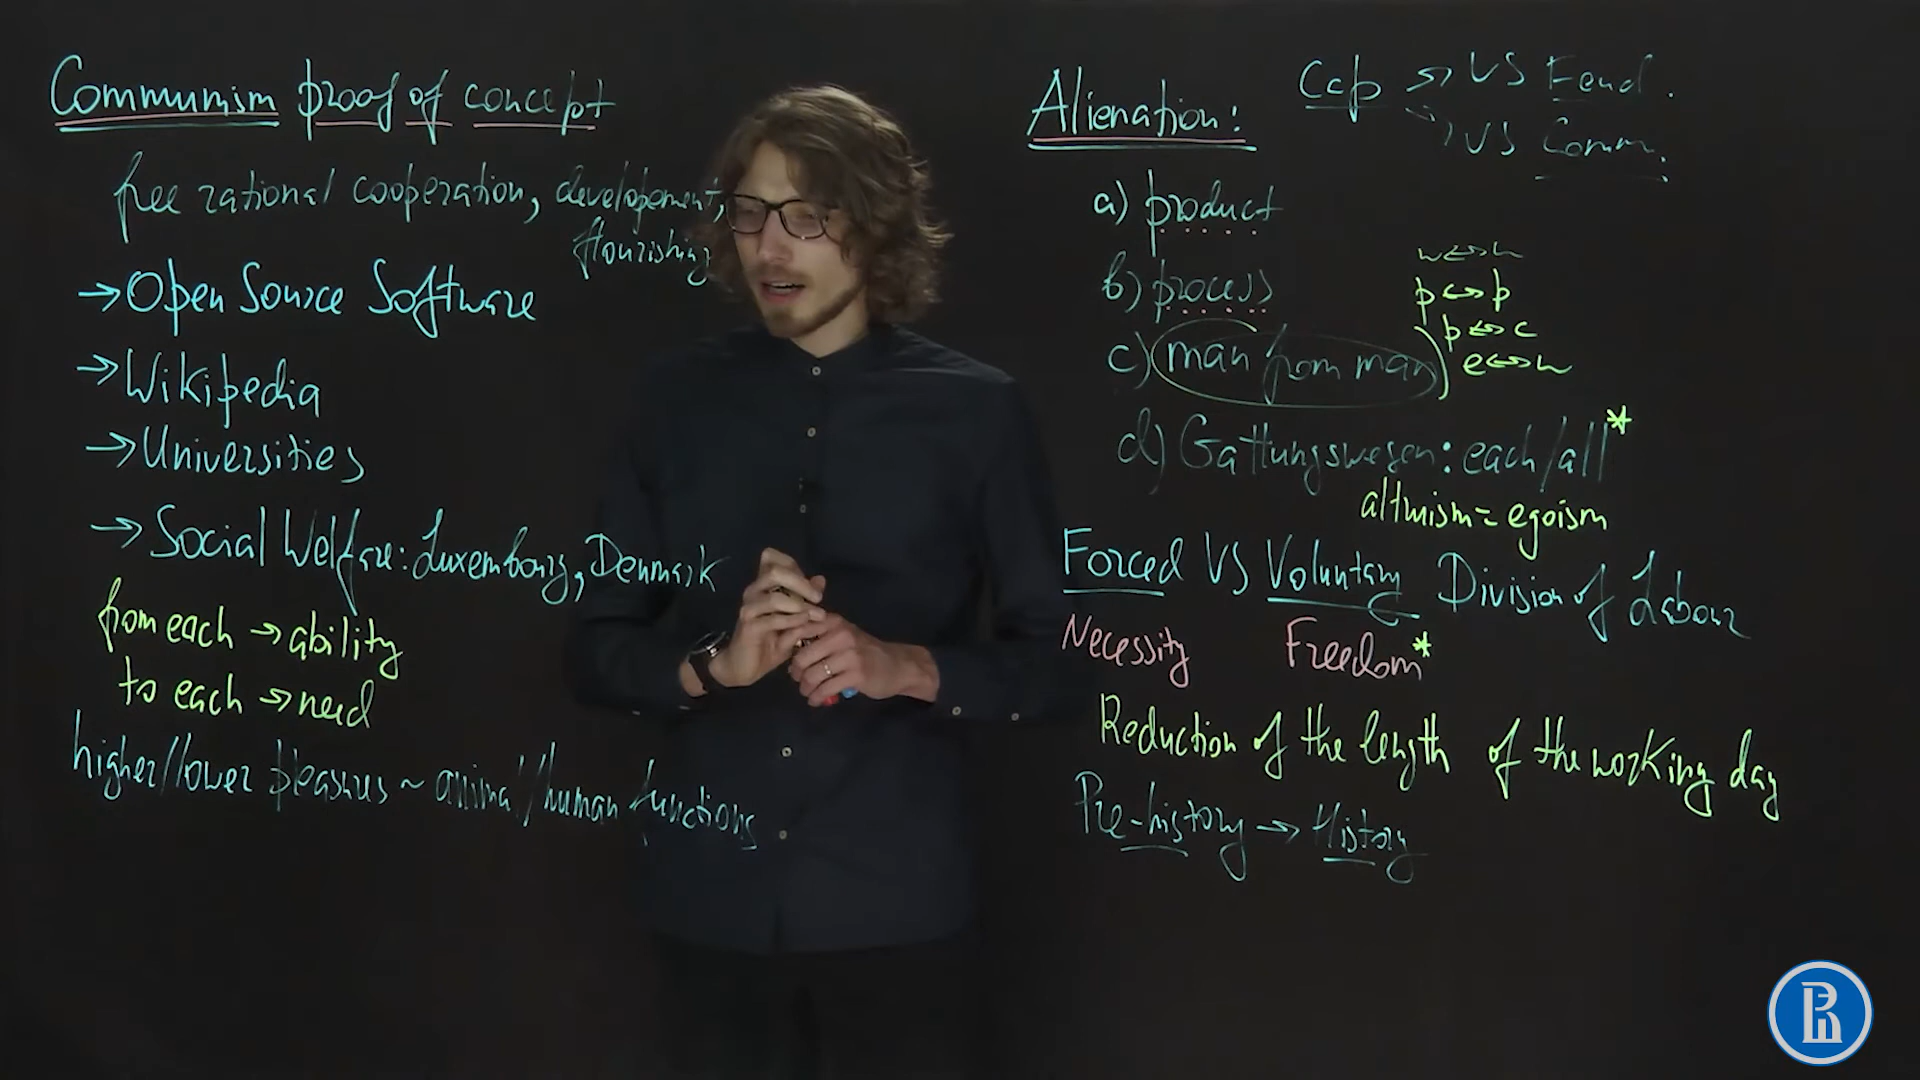 Communism proof of concept
free rational cooperation, developement,
flourishing
→ Open Source Software
→ Wikipedia
→ Universities
→ Social Welfare: Luxembourg, Denmark
from each → ability
to each → need
higher/lower pleasures ~ animal/human functions
Alienation:
Cap → VS Feud.
→ VS Comm.
a) product
b) process
c) (man from man)
w ↔ w
p ↔ p
p ↔ c
e ↔ w
d) Gattungswesen: each/all*
altruism = egoism
Forced VS Voluntary Division of Labour
Necessity Freedom*
Reduction of the length of the working day
Pre-history → History